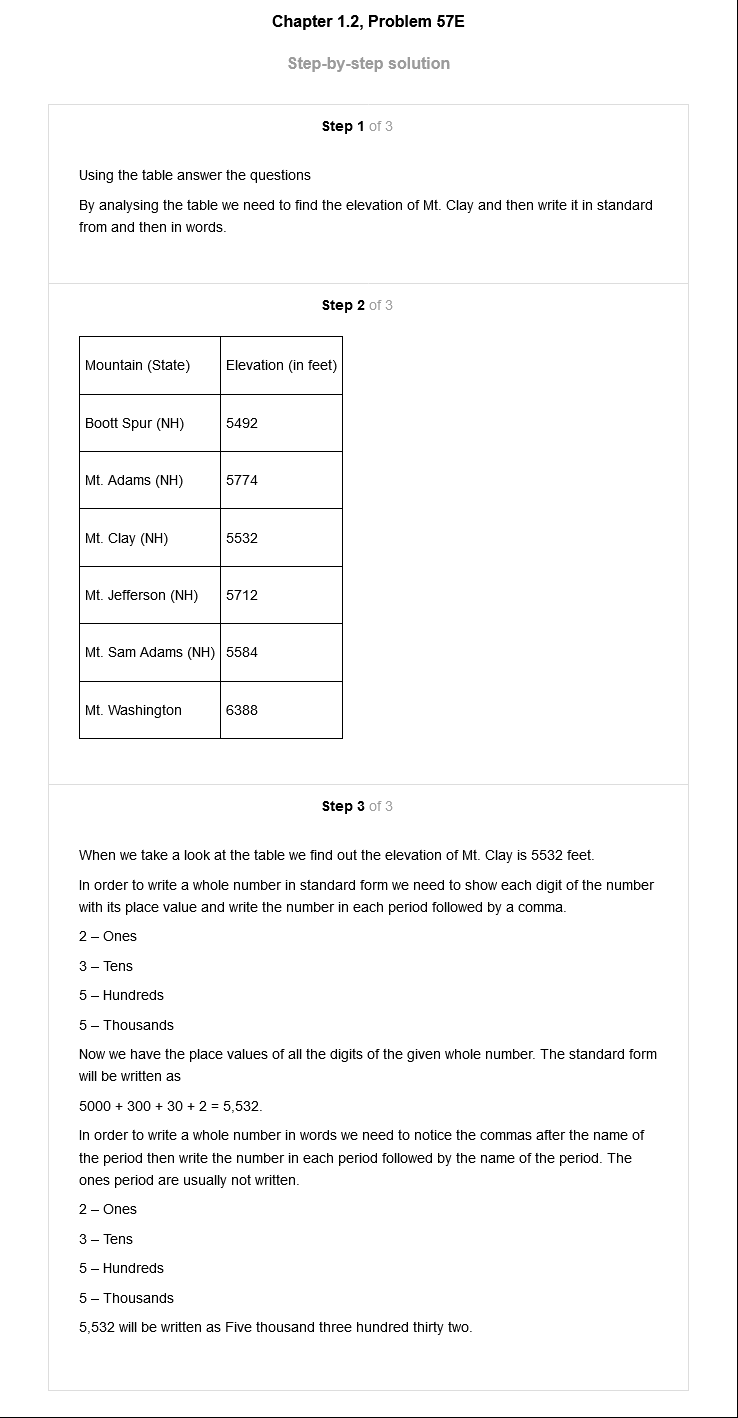 Chapter 1.2, Problem 57E
Step-by-step solution
Step 1 of 3
Using the table answer the questions
By analysing the table we need to find the elevation of Mt. Clay and then write it in standard
from and then in words.
Step 2 of 3
Mountain (State) Elevation (in feet)
Boott Spur (NH) 5492
Mt. Adams (NH) 5774
Mt. Clay (NH) 5532
Mt. Jefferson (NH) 5712
Mt. Sam Adams (NH) 5584
Mt. Washington 6388
Step 3 of 3
When we take a look at the table we find out the elevation of Mt. Clay is 5532 feet.
In order to write a whole number in standard form we need to show each digit of the number
with its place value and write the number in each period followed by a comma.
2 – Ones
3 – Tens
5 – Hundreds
5 – Thousands
Now we have the place values of all the digits of the given whole number. The standard form
will be written as
5000 + 300 + 30 + 2 = 5,532.
In order to write a whole number in words we need to notice the commas after the name of
the period then write the number in each period followed by the name of the period. The
ones period are usually not written.
2 – Ones
3 – Tens
5 – Hundreds
5 – Thousands
5,532 will be written as Five thousand three hundred thirty two.